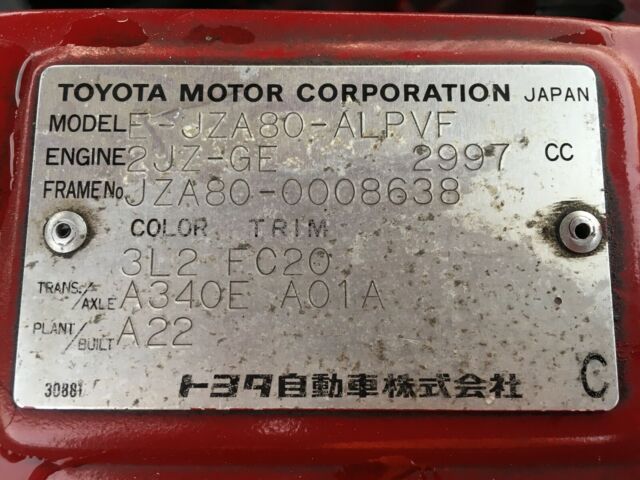 TOYOTA MOTOR CORPORATION JAPAN
MODEL E-JZA80-ALPVF
ENGINE 2JZ-GE 2997 CC
FRAME No. JZA80-0008638
COLOR TRIM
3L2 FC20
TRANS./AXLE A340E A01A
PLANT/BUILT A22
30881 トヨタ自動車株式会社 C